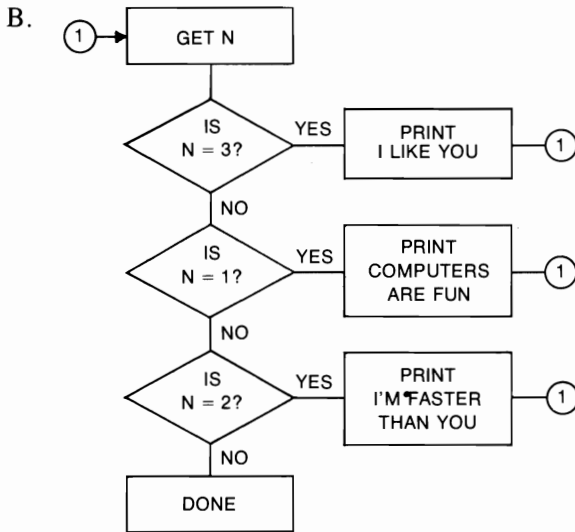 B.
1
GET N
IS
N = 3?
YES
PRINT
I LIKE YOU
1
NO
IS
N = 1?
YES
PRINT
COMPUTERS
ARE FUN
1
NO
IS
N = 2?
YES
PRINT
I'M FASTER
THAN YOU
1
NO
DONE